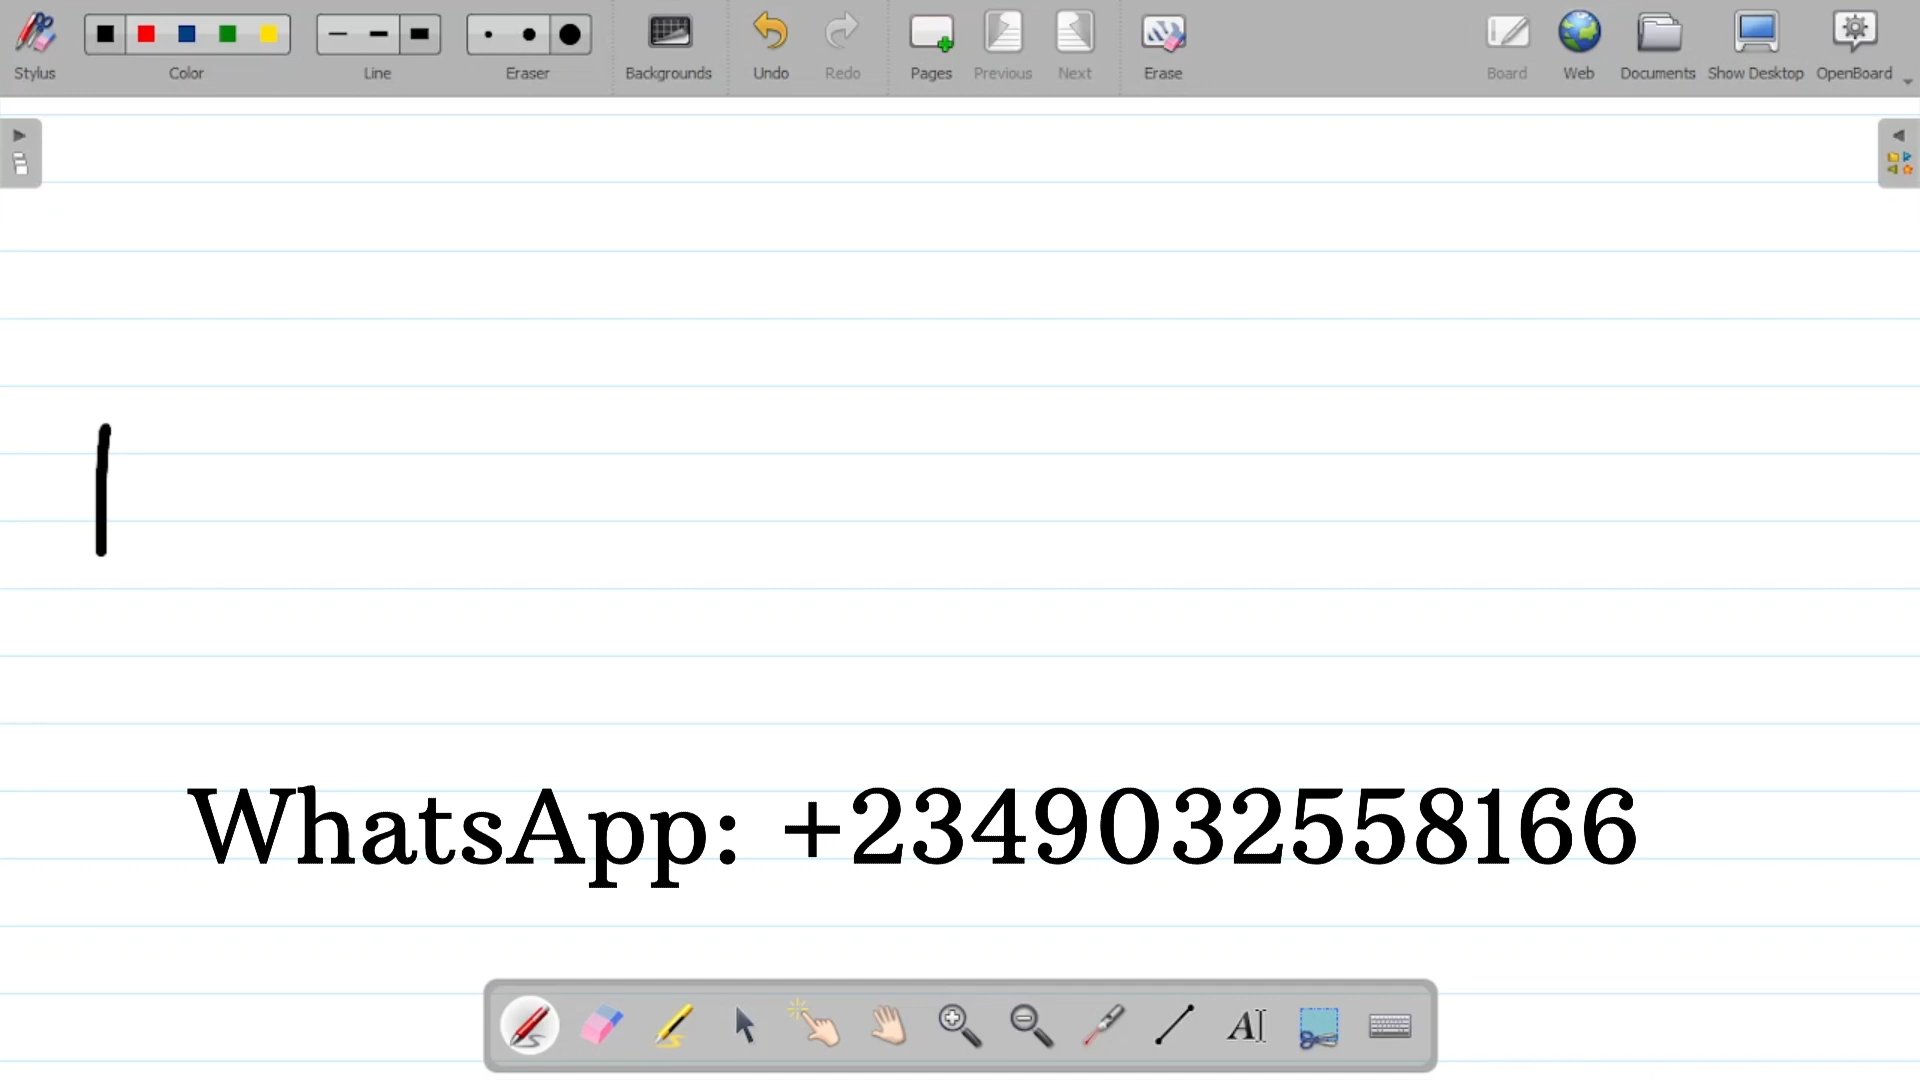 Stylus Color Line Eraser Backgrounds Undo Redo Pages Previous Next Erase Board Web Documents Show Desktop OpenBoard
WhatsApp: +2349032558166
AI